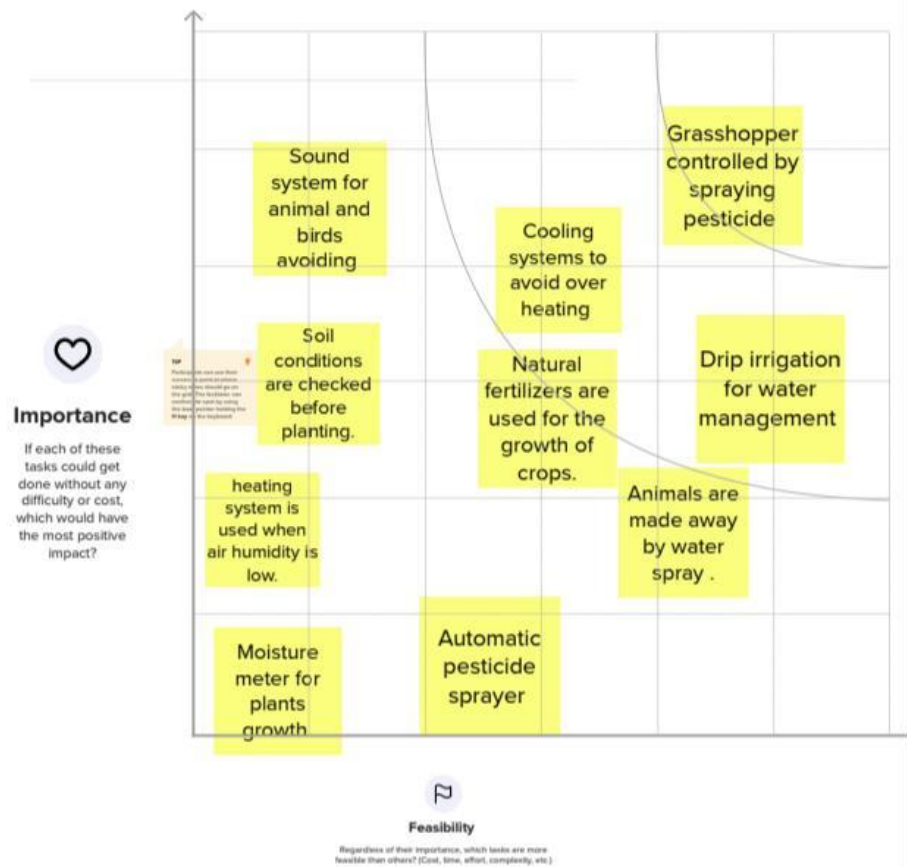 Grasshopper
controlled by
spraying
pesticide
Sound
system for
animal and
birds
avoiding
Cooling
systems to
avoid over
heating
Drip irrigation
for water
management
Soil
conditions
are checked
before
planting.
Natural
fertilizers are
used for the
growth of
crops.
TIP
Importance
If each of these
tasks could get
done without any
difficulty or cost,
which would have
the most positive
impact?
heating
system is
used when
air humidity is
low.
Animals are
made away
by water
spray .
Automatic
pesticide
sprayer
Moisture
meter for
plants
growth
Feasibility
Regardless of their importance, which tasks are more
feasible than others? (Cost, time, effort, complexity, etc.)